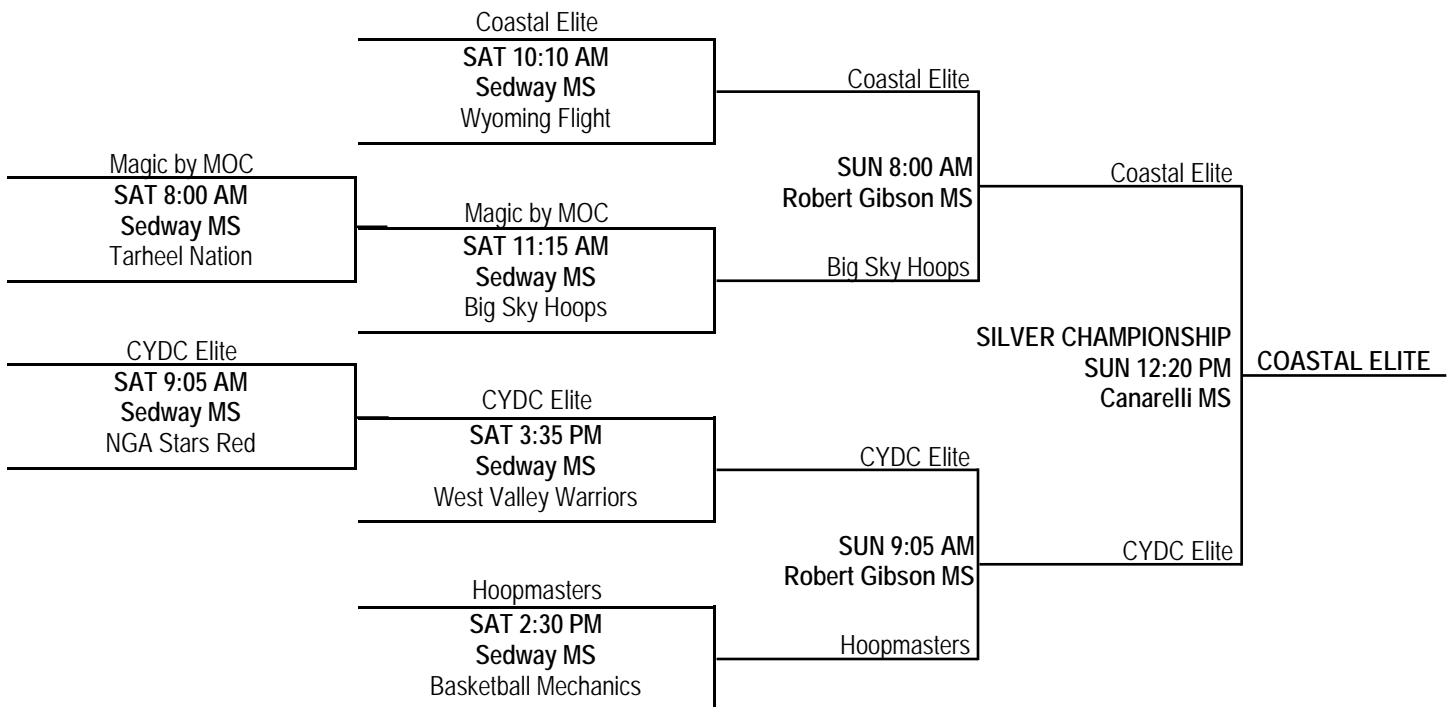 Coastal Elite
SAT 10:10 AM
Sedway MS
Wyoming Flight
Magic by MOC
SAT 8:00 AM
Sedway MS
Tarheel Nation
Magic by MOC
SAT 11:15 AM
Sedway MS
Big Sky Hoops
CYDC Elite
SAT 9:05 AM
Sedway MS
NGA Stars Red
CYDC Elite
SAT 3:35 PM
Sedway MS
West Valley Warriors
Hoopmasters
SAT 2:30 PM
Sedway MS
Basketball Mechanics
Coastal Elite
SUN 8:00 AM
Robert Gibson MS
Big Sky Hoops
CYDC Elite
SUN 9:05 AM
Robert Gibson MS
Hoopmasters
Coastal Elite
SILVER CHAMPIONSHIP
SUN 12:20 PM
Canarelli MS
CYDC Elite
COASTAL ELITE